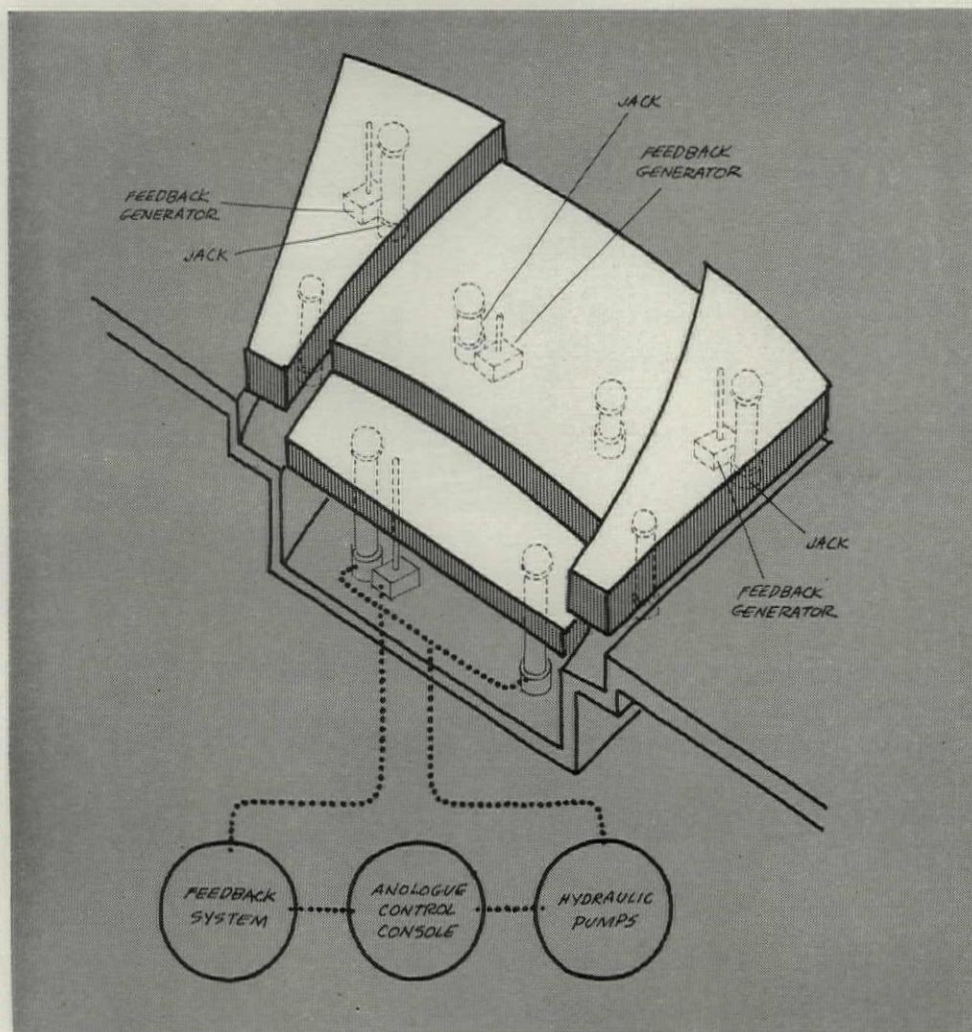 JACK
FEEDBACK
GENERATOR
FEEDBACK
GENERATOR
JACK
JACK
FEEDBACK
GENERATOR
FEEDBACK
SYSTEM
ANOLOGUE
CONTROL
CONSOLE
HYDRAULIC
PUMPS